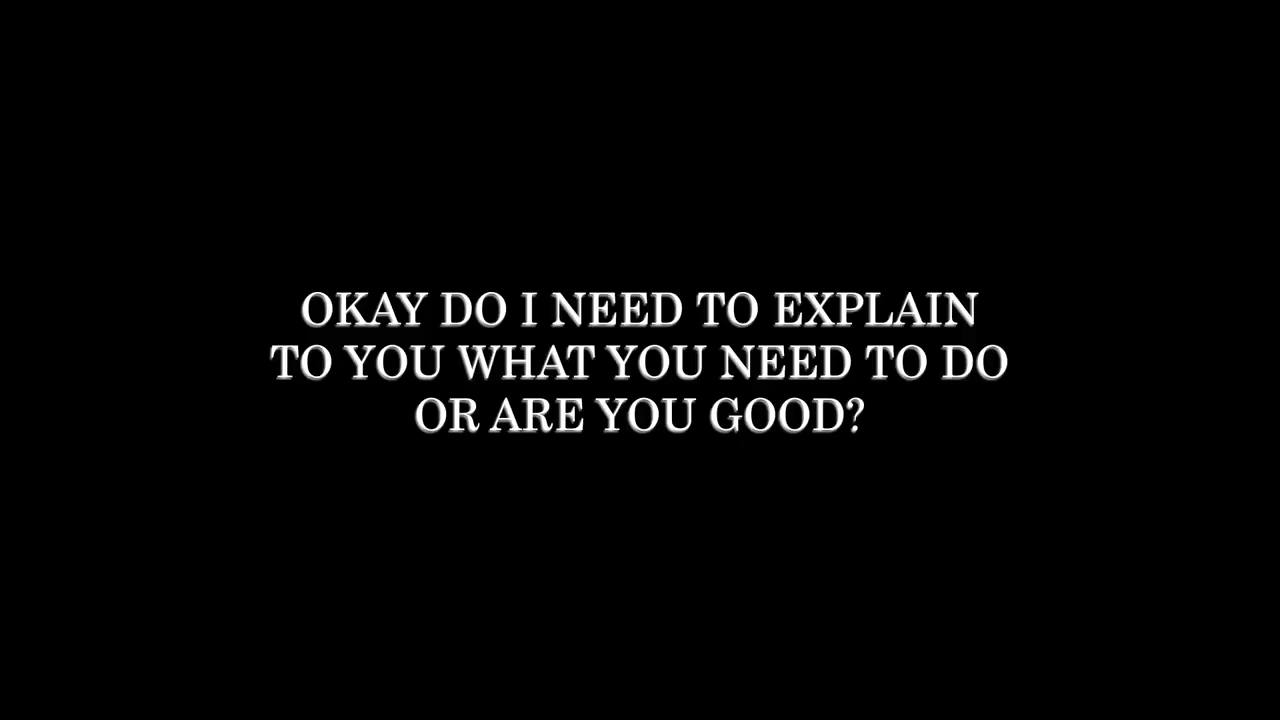 OKAY DO I NEED TO EXPLAIN
TO YOU WHAT YOU NEED TO DO
OR ARE YOU GOOD?